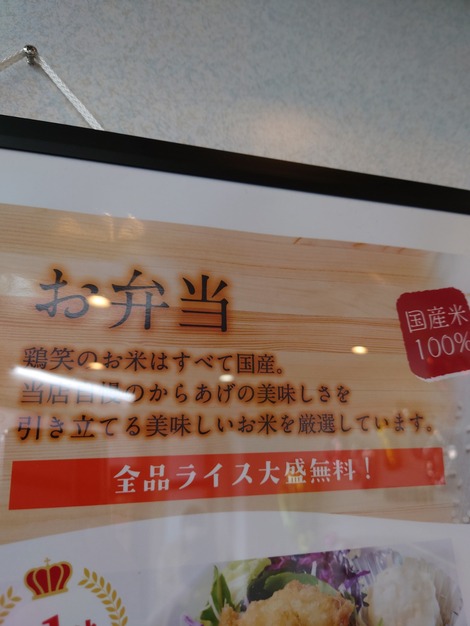 お弁当
国産米
100%
鶏笑のお米はすべて国産。
当店自慢のからあげの美味しさを
引き立てる美味しいお米を厳選しています。
全品ライス大盛無料！